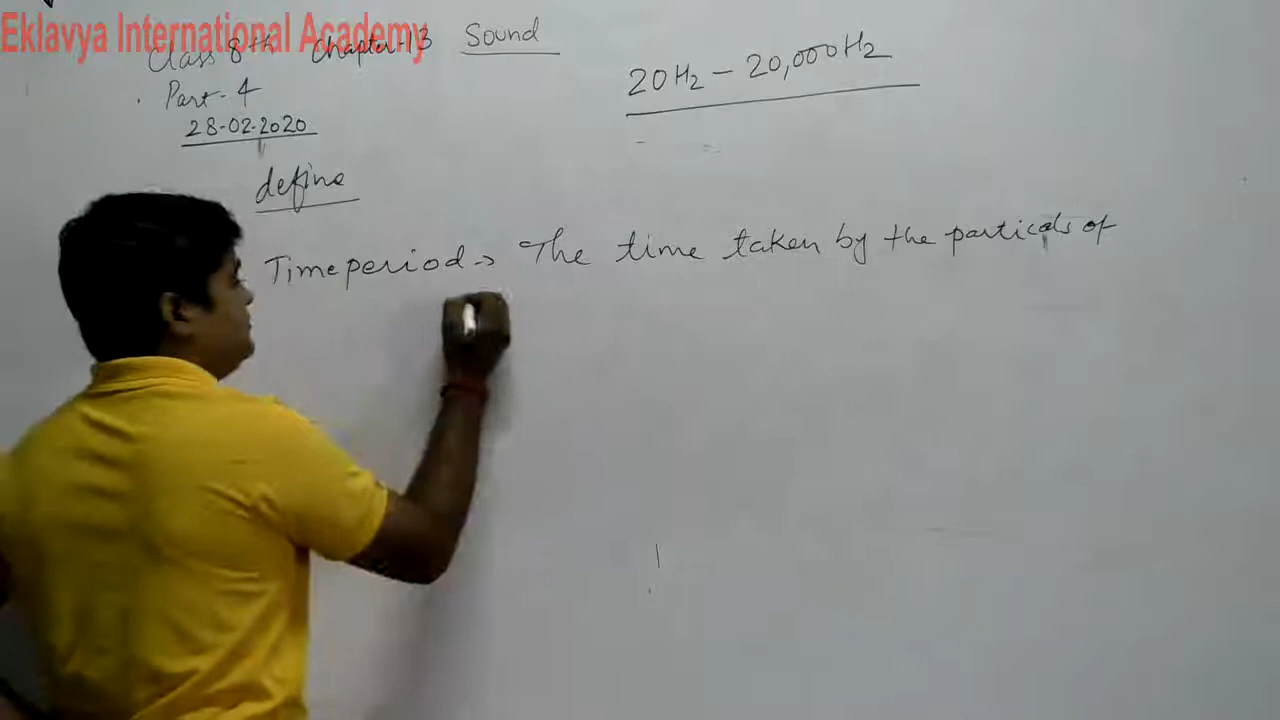 Eklavya International Academy
Class 8th Chapter-13 Sound
20Hz - 20,000Hz
Part-4
28-02-2020
define
Timeperiod -> The time taken by the particals of